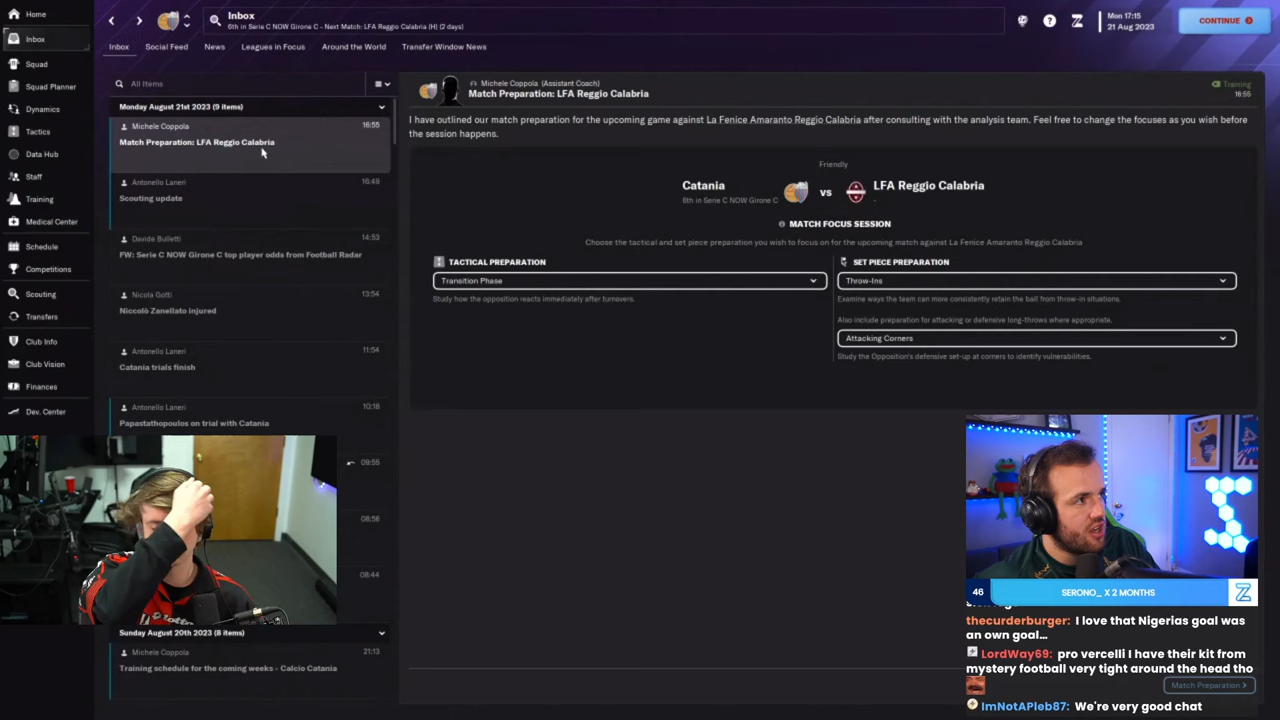 Home
Inbox
Squad
Squad Planner
Dynamics
Tactics
Data Hub
Staff
Training
Medical Center
Schedule
Competitions
Scouting
Transfers
Club Info
Club Vision
Finances
Dev. Center
Inbox
6th in Serie C NOW Girone C - Next Match: LFA Reggio Calabria (H) (2 days)
Mon 17:15
21 Aug 2023
CONTINUE
Inbox
Social Feed
News
Leagues in Focus
Around the World
Transfer Window News
All Items
Monday August 21st 2023 (9 items)
Michele Coppola
16:55
Match Preparation: LFA Reggio Calabria
Antonello Laneri
16:49
Scouting update
Davide Bulletti
14:53
FW: Serie C NOW Girone C top player odds from Football Radar
Nicola Gotti
13:54
Niccolò Zanellato injured
Antonello Laneri
11:54
Catania trials finish
Antonello Laneri
10:18
Papastathopoulos on trial with Catania
09:55
08:56
08:44
Sunday August 20th 2023 (8 items)
Michele Coppola
21:13
Training schedule for the coming weeks - Calcio Catania
Michele Coppola (Assistant Coach)
Match Preparation: LFA Reggio Calabria
Training
16:55
I have outlined our match preparation for the upcoming game against La Fenice Amaranto Reggio Calabria after consulting with the analysis team. Feel free to change the focuses as you wish before
the session happens.
Friendly
Catania
6th in Serie C NOW Girone C
VS
LFA Reggio Calabria
-
MATCH FOCUS SESSION
Choose the tactical and set piece preparation you wish to focus on for the upcoming match against La Fenice Amaranto Reggio Calabria
TACTICAL PREPARATION
Transition Phase
Study how the opposition reacts immediately after turnovers.
SET PIECE PREPARATION
Throw-Ins
Examine ways the team can more consistently retain the ball from throw-in situations.
Also include preparation for attacking or defensive long-throws where appropriate.
Attacking Corners
Study the Opposition's defensive set-up at corners to identify vulnerabilities.
46
SERONO_ X 2 MONTHS
thecurderburger: I love that Nigerias goal was
an own goal...
LordWay69: pro vercelli I have their kit from
mystery football very tight around the head tho
Match Preparation >
ImNotAPleb87: We're very good chat